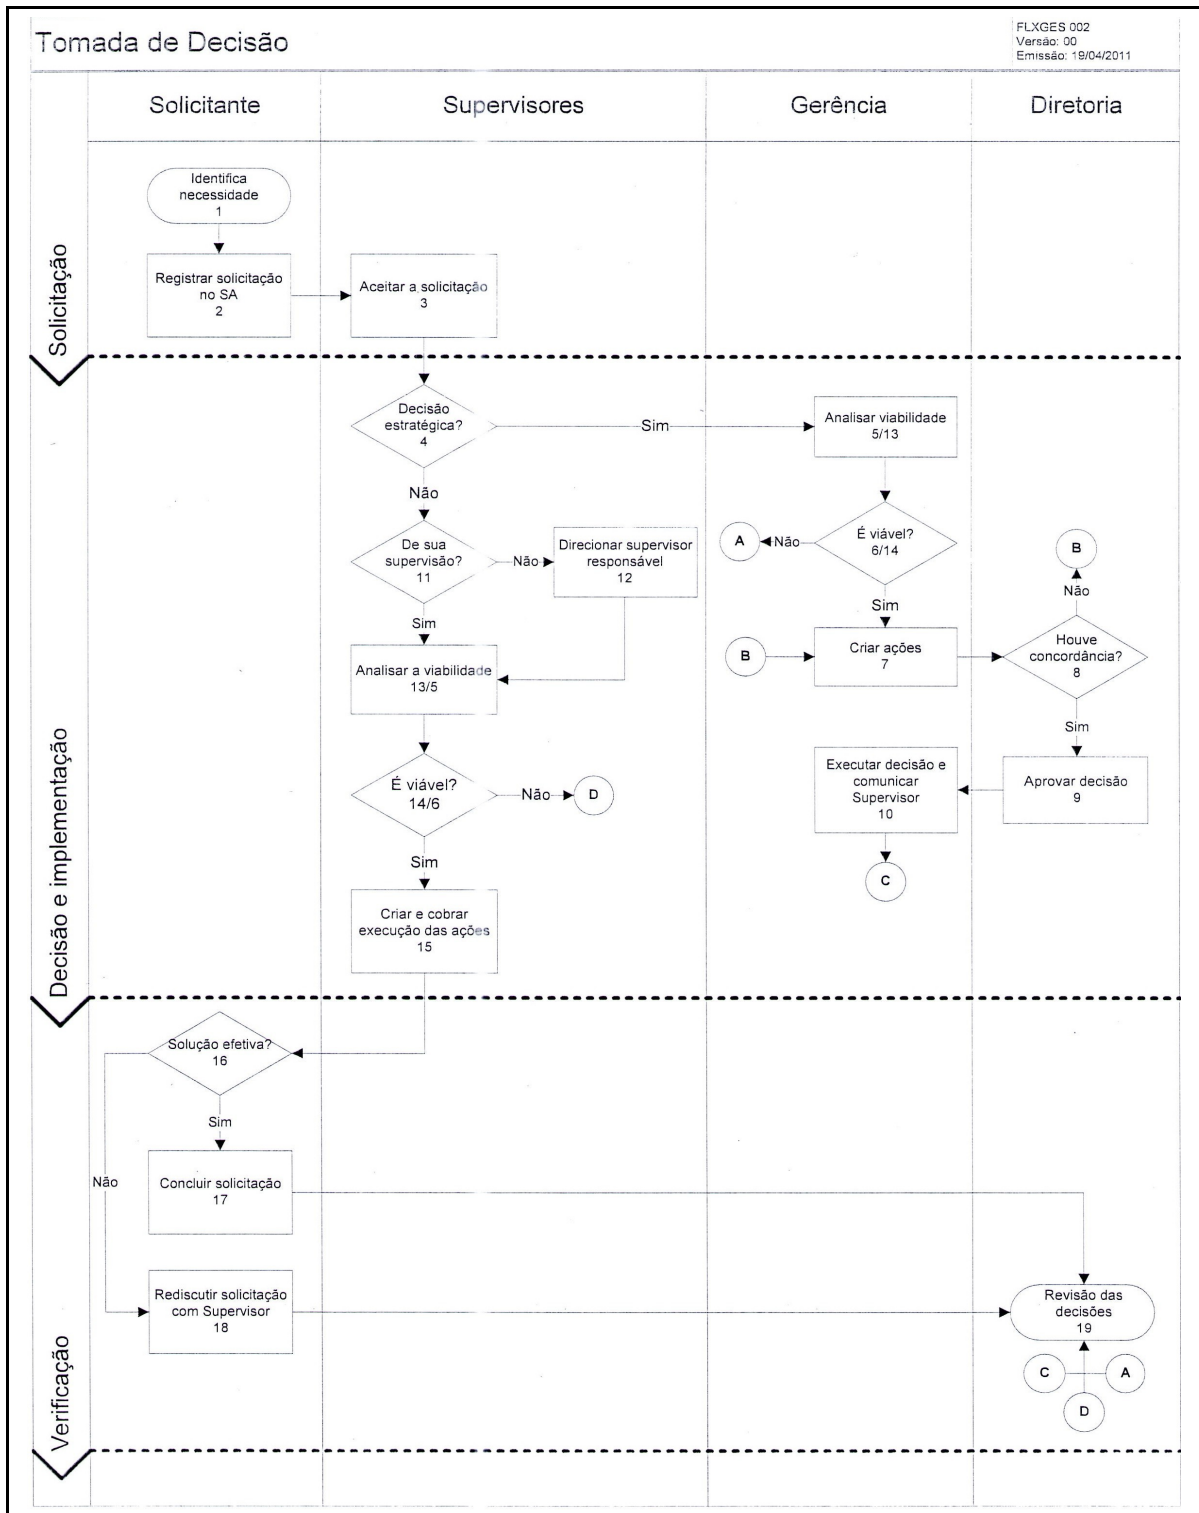 Tomada de Decisão
FLXGES 002
Versão: 00
Emissão: 19/04/2011
Solicitante
Supervisores
Gerência
Diretoria
Solicitação
Identifica
necessidade
1
Registrar solicitação
no SA
2
Aceitar a solicitação
3
Decisão e implementação
Decisão
estratégica?
4
Sim
Analisar viabilidade
5/13
Não
De sua
supervisão?
11
Não
Direcionar supervisor
responsável
12
A
Não
É viável?
6/14
B
Não
Sim
Sim
Analisar a viabilidade
13/5
B
Criar ações
7
Houve
concordância?
8
Sim
É viável?
14/6
Não
D
Executar decisão e
comunicar
Supervisor
10
Aprovar decisão
9
Sim
C
Criar e cobrar
execução das ações
15
Verificação
Solução efetiva?
16
Sim
Não
Concluir solicitação
17
Rediscutir solicitação
com Supervisor
18
Revisão das
decisões
19
C
A
D